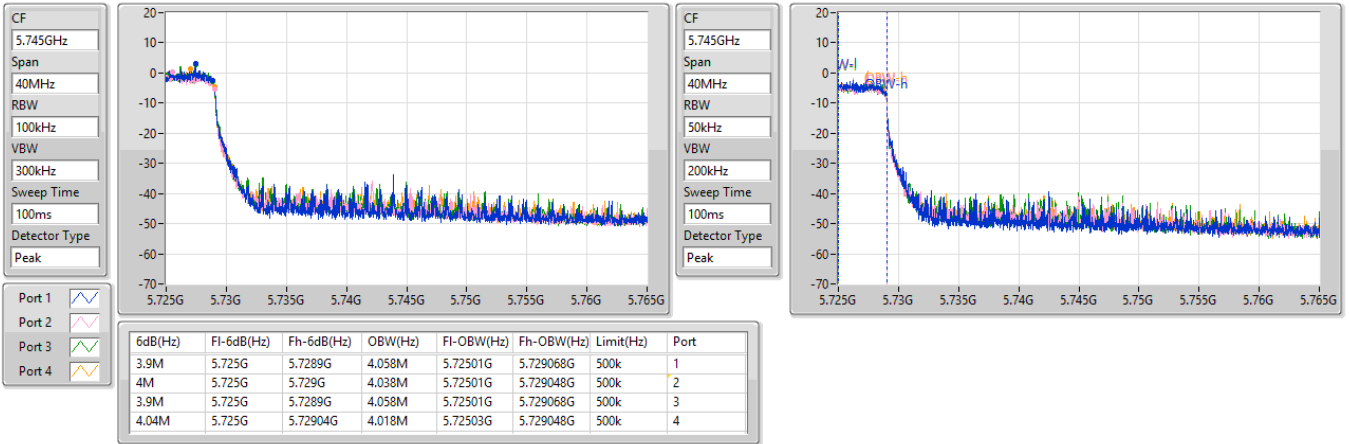 CF
5.745GHz
Span
40MHz
RBW
100kHz
VBW
300kHz
Sweep Time
100ms
Detector Type
Peak
20
10
0
-10
-20
-30
-40
-50
-60
-70
5.725G 5.73G 5.735G 5.74G 5.745G 5.75G 5.755G 5.76G 5.765G
CF
5.745GHz
Span
40MHz
RBW
50kHz
VBW
200kHz
Sweep Time
100ms
Detector Type
Peak
20
10
0
-10
-20
-30
-40
-50
-60
-70
W-l
OBW-h
5.725G 5.73G 5.735G 5.74G 5.745G 5.75G 5.755G 5.76G 5.765G
Port 1
Port 2
Port 3
Port 4
6dB(Hz) Fl-6dB(Hz) Fh-6dB(Hz) OBW(Hz) Fl-OBW(Hz) Fh-OBW(Hz) Limit(Hz) Port
3.9M 5.725G 5.7289G 4.058M 5.72501G 5.729068G 500k 1
4M 5.725G 5.729G 4.038M 5.72501G 5.729048G 500k 2
3.9M 5.725G 5.7289G 4.058M 5.72501G 5.729068G 500k 3
4.04M 5.725G 5.72904G 4.018M 5.72503G 5.729048G 500k 4